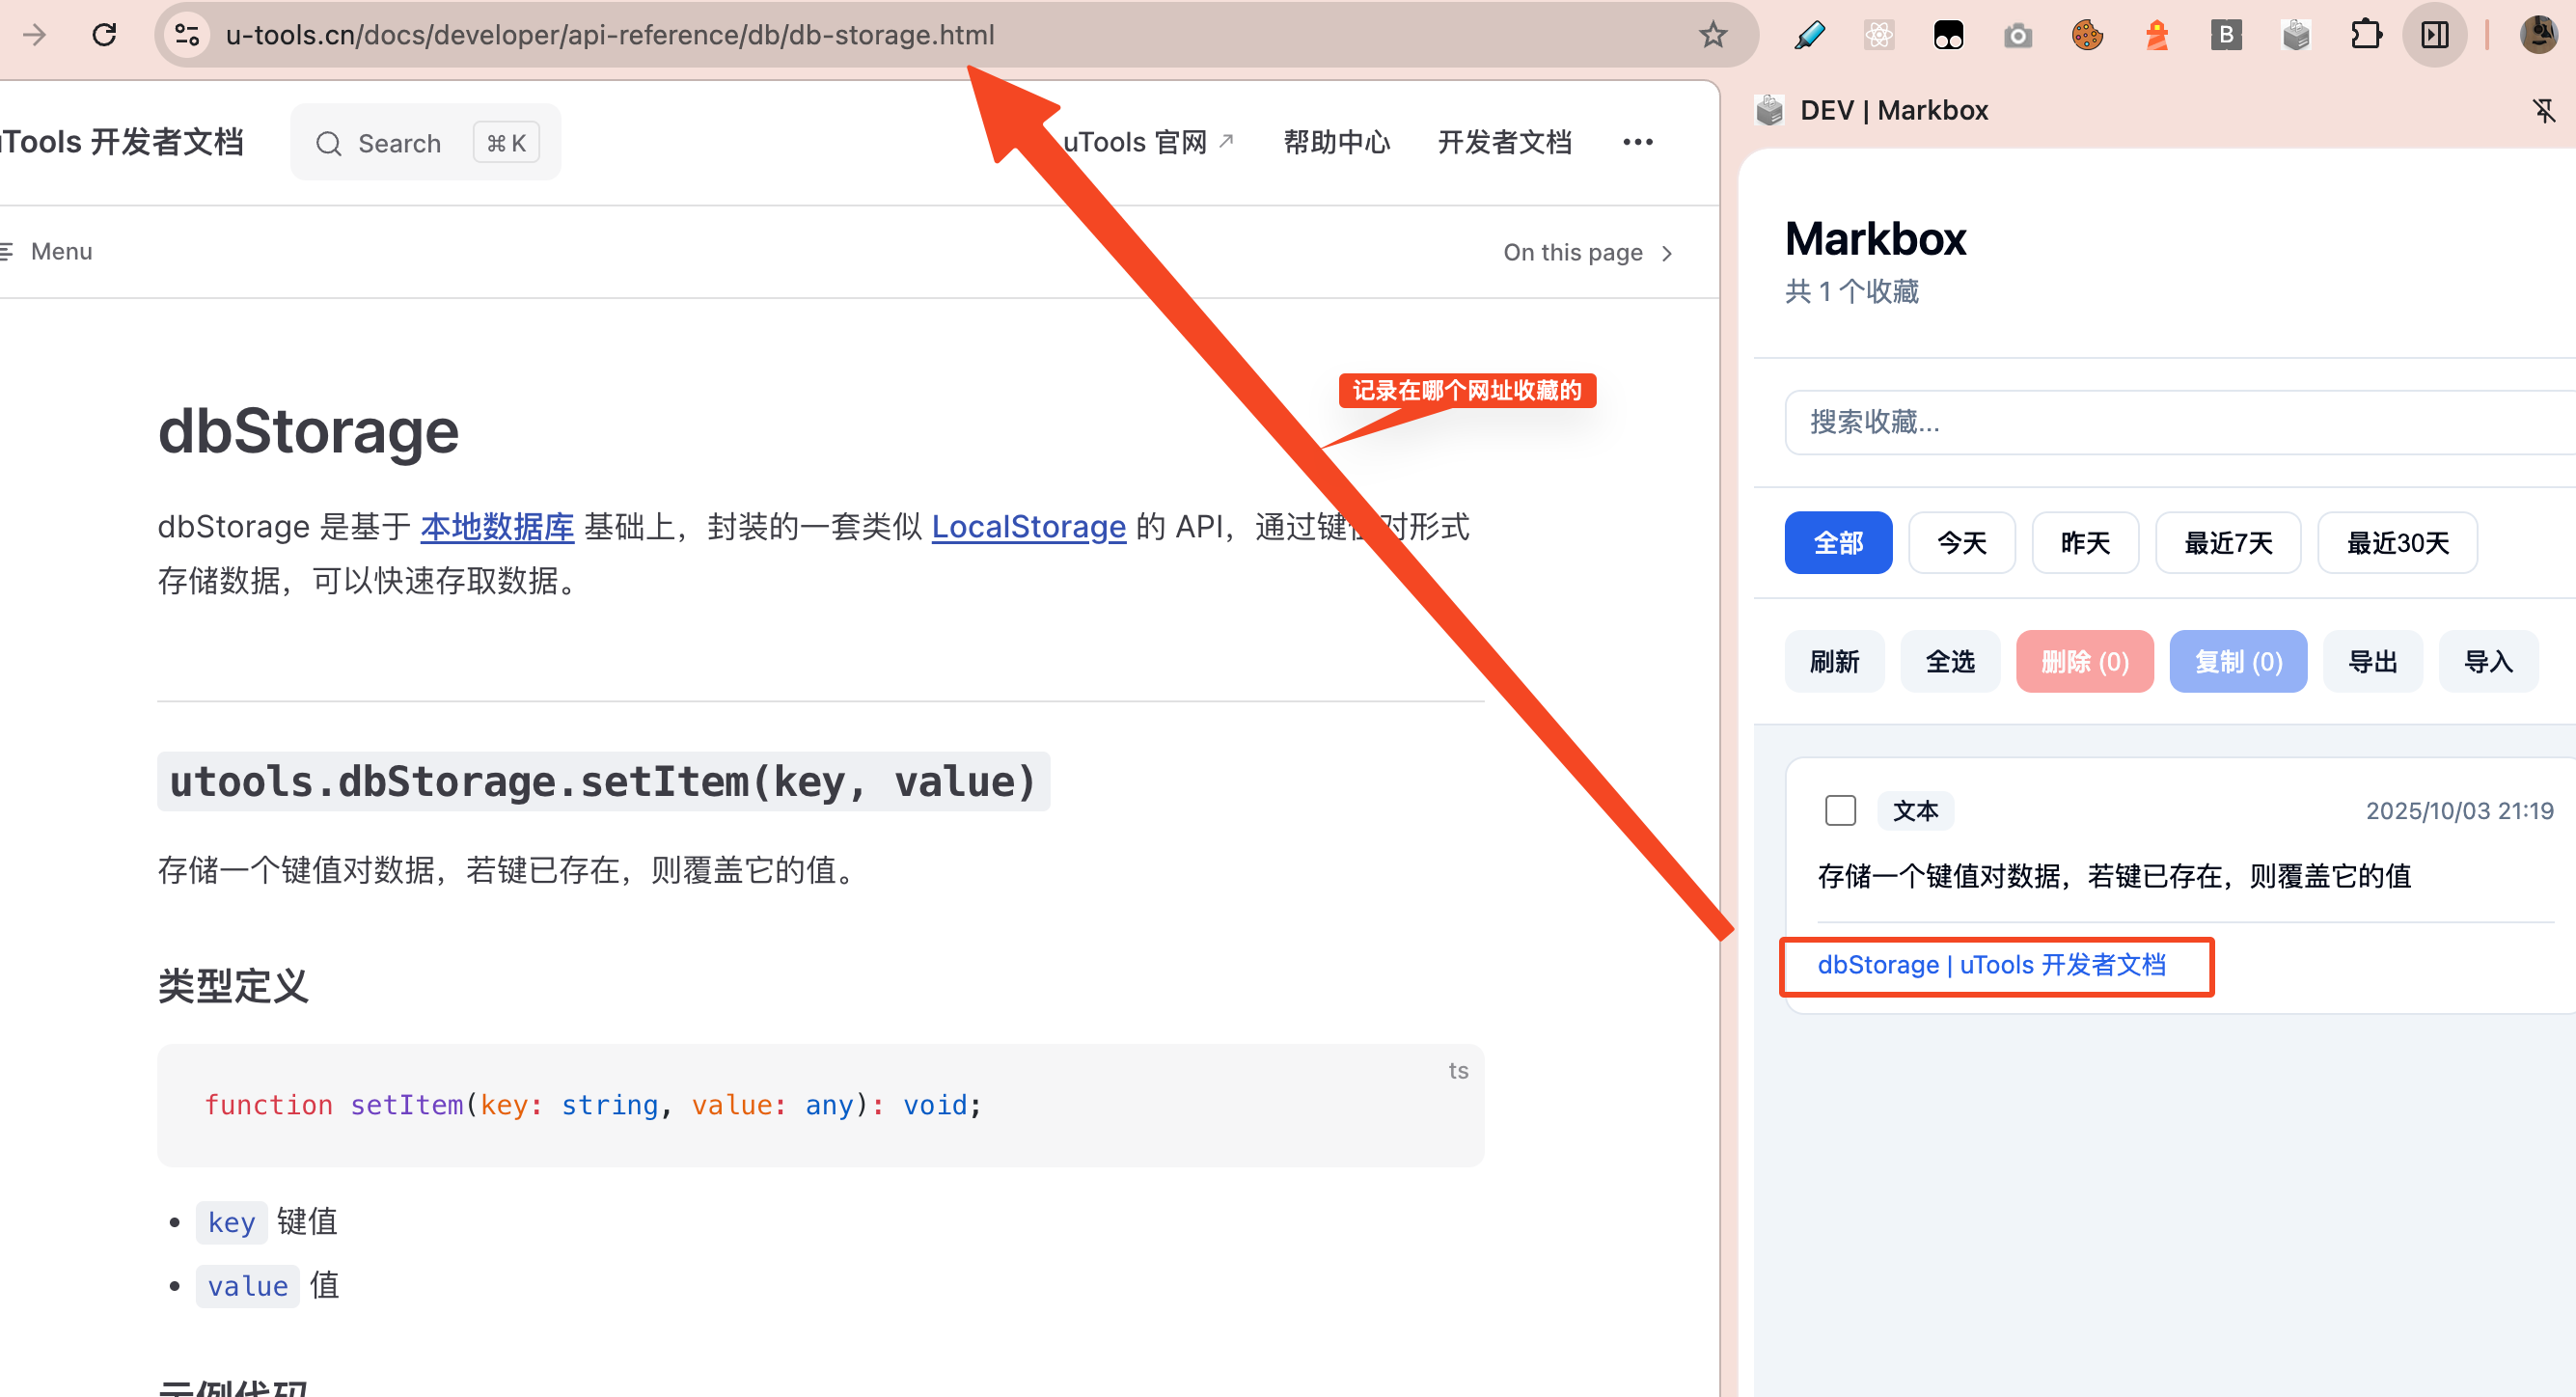 u-tools.cn/docs/developer/api-reference/db/db-storage.html
B
uTools 开发者文档
Search
⌘ K
uTools 官网 ↗
帮助中心
开发者文档
Menu
On this page
dbStorage
dbStorage 是基于 本地数据库 基础上，封装的一套类似 LocalStorage 的 API，通过键值对形式
存储数据，可以快速存取数据。
utools.dbStorage.setItem(key, value)
存储一个键值对数据，若键已存在，则覆盖它的值。
类型定义
ts
function setItem(key: string, value: any): void;
• key 键值
• value 值
示例代码
记录在哪个网址收藏的
DEV | Markbox
Markbox
共 1 个收藏
搜索收藏...
全部
今天
昨天
最近7天
最近30天
刷新
全选
删除 (0)
复制 (0)
导出
导入
文本
2025/10/03 21:19
存储一个键值对数据，若键已存在，则覆盖它的值
dbStorage | uTools 开发者文档